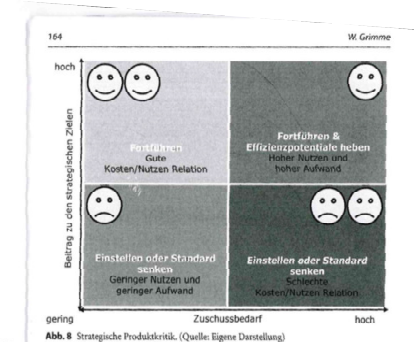 164 W. Grimme
hoch
Beitrag zu den strategischen Zielen
Fortführen
Gute
Kosten/Nutzen Relation
Fortführen &
Effizienzpotentiale heben
Hoher Nutzen und
hoher Aufwand
Einstellen oder Standard
senken
Geringer Nutzen und
geringer Aufwand
Einstellen oder Standard
senken
Schlechte
Kosten/Nutzen Relation
gering Zuschussbedarf hoch
Abb. 8 Strategische Produktkritik. (Quelle: Eigene Darstellung)